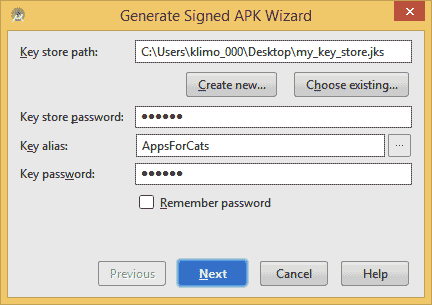 Generate Signed APK Wizard
Key store path: C:\Users\klimo_000\Desktop\my_key_store.jks
Create new... Choose existing...
Key store password: ••••••
Key alias: AppsForCats ...
Key password: ••••••
Remember password
Previous Next Cancel Help